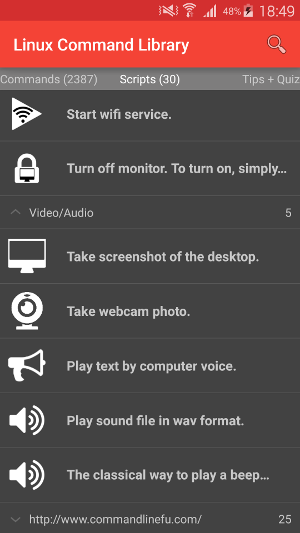 48% 18:49
Linux Command Library
Commands (2387) Scripts (30) Tips + Quiz
Start wifi service.
Turn off monitor. To turn on, simply…
Video/Audio 5
Take screenshot of the desktop.
Take webcam photo.
Play text by computer voice.
Play sound file in wav format.
The classical way to play a beep…
http://www.commandlinefu.com/ 25